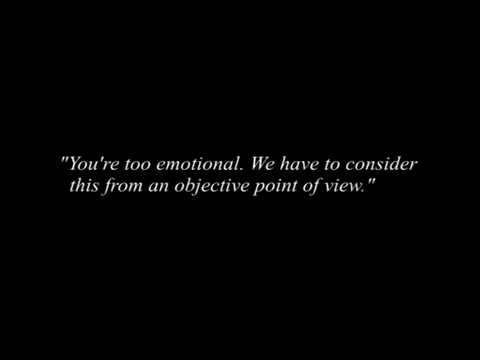 "You're too emotional. We have to consider
this from an objective point of view."